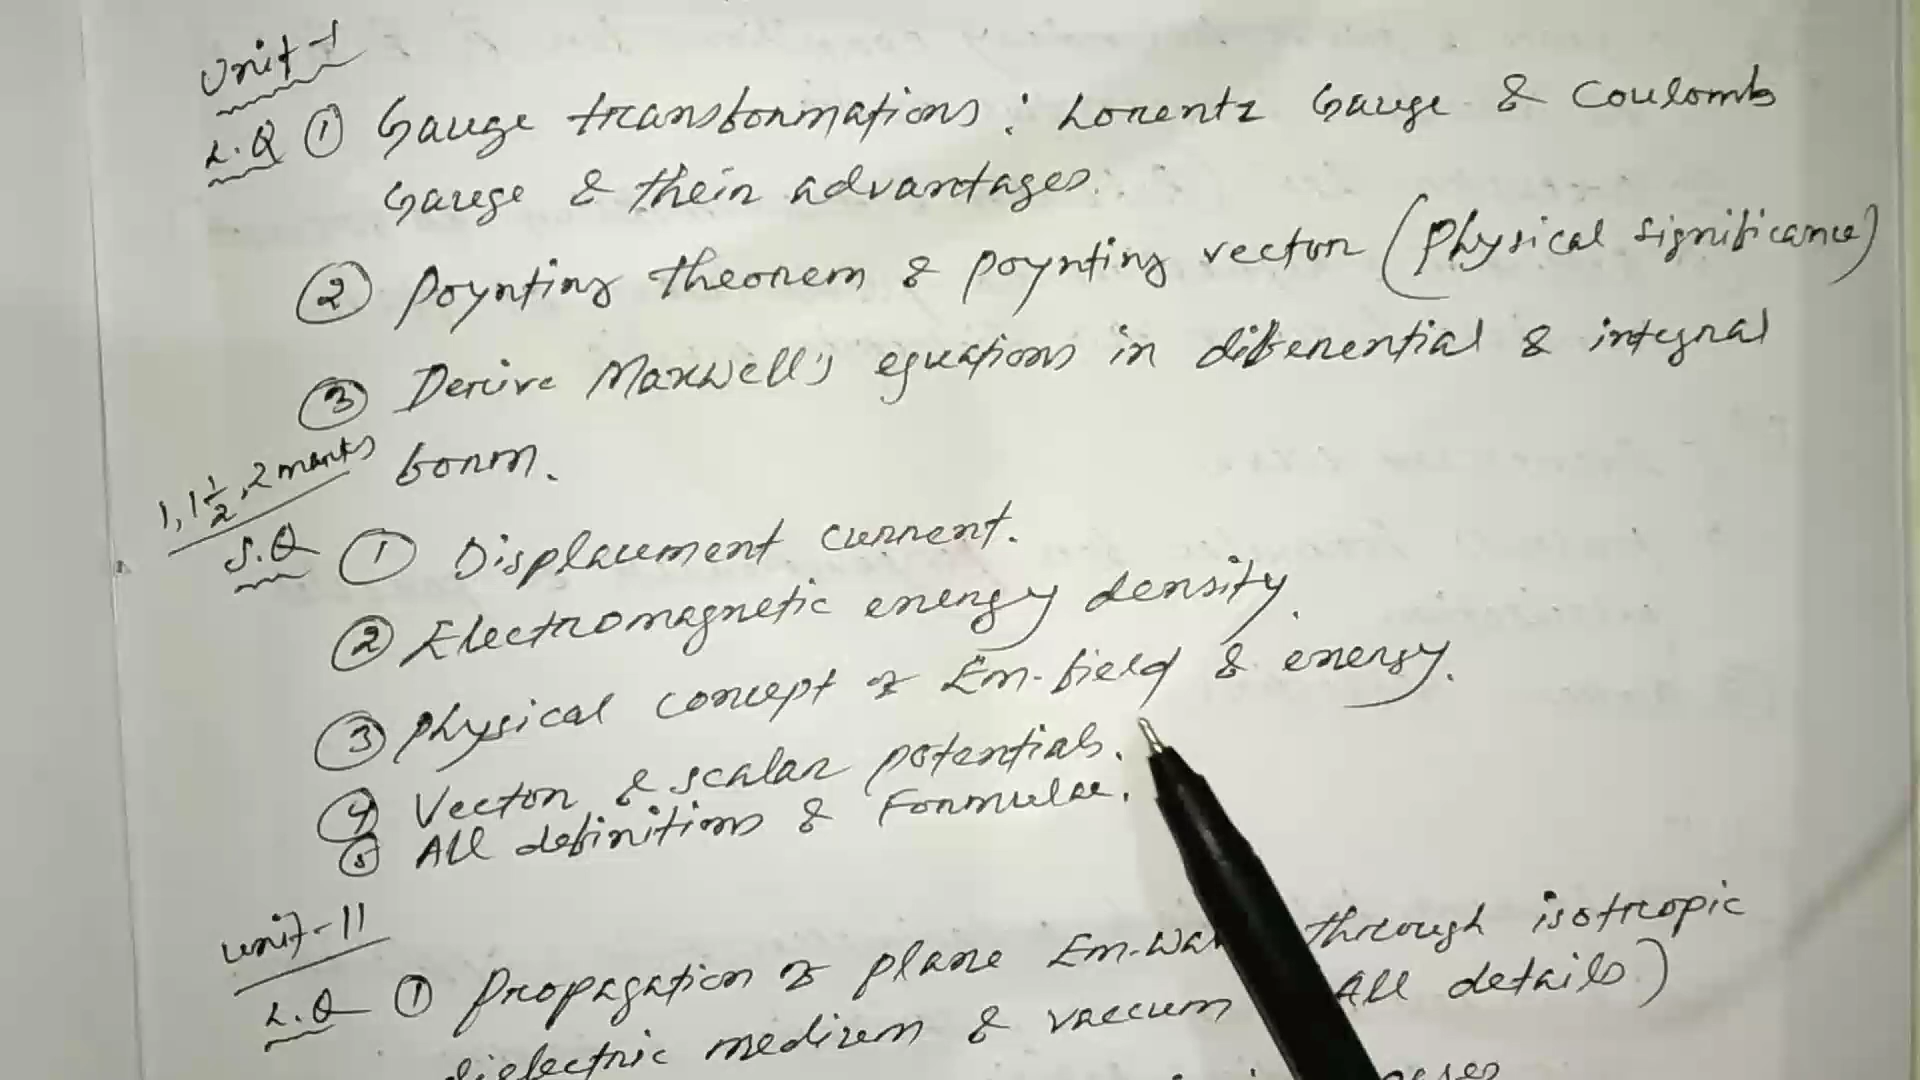 Unit-1
L.Q ① Gauge transformations: Lorentz Gauge & Coulomb
Gauge & their advantages.
② Poynting theorem & poynting vector (Physical significance)
③ Derive Maxwell's equations in diferential & integral
form.
1, 1½, 2 marks
S.Q ① Displacement current.
② Electromagnetic energy density.
③ Physical concept of Em-field & energy.
④ Vector & scalar potentials.
⑤ All definitions & Formulae.
Unit-II
L.Q ① Propagation of plane Em-wa through isotropic
dielectric medium & vaccum All details)